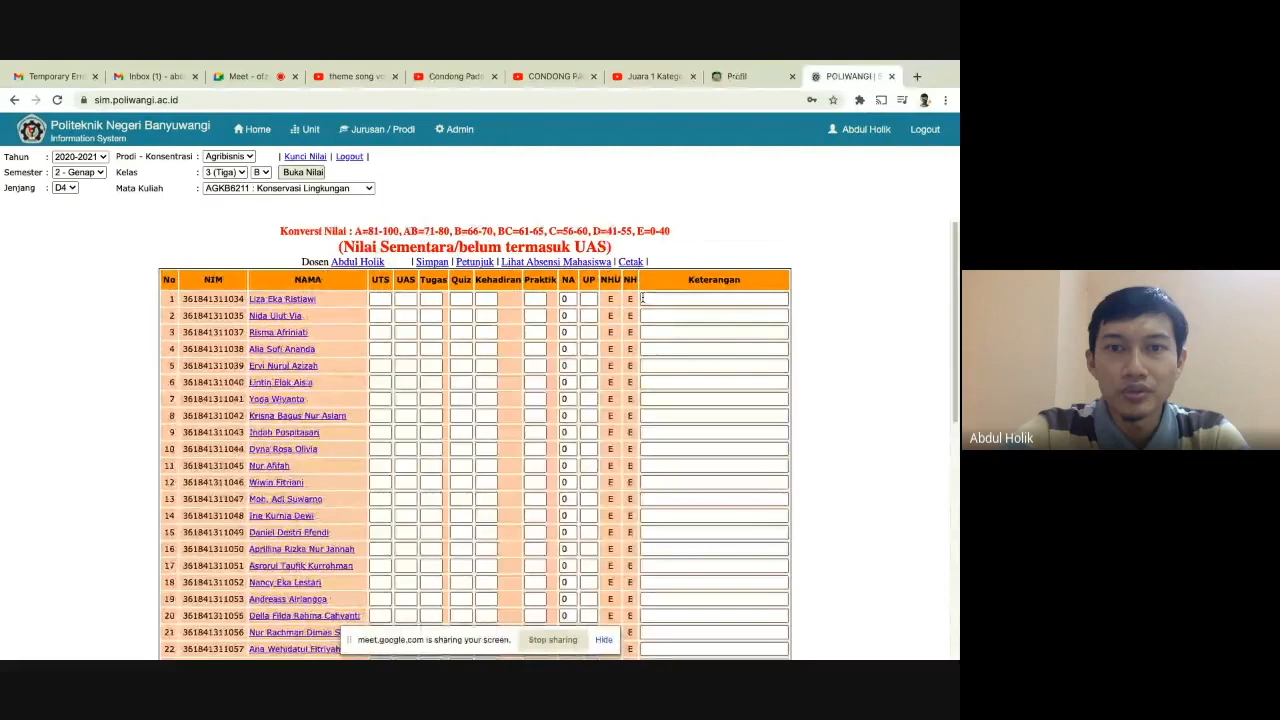 Temporary Err
Inbox (1) - abd
Meet - ofz
theme song vo
Condong Pado
CONDONG PA
Juara 1 Katego
Profil
POLIWANGI | S
sim.poliwangi.ac.id
Politeknik Negeri Banyuwangi
Information System
Home
Unit
Jurusan / Prodi
Admin
Abdul Holik
Logout
Tahun : 2020-2021 Prodi - Konsentrasi : Agribisnis | Kunci Nilai | Logout |
Semester : 2 - Genap Kelas : 3 (Tiga) B Buka Nilai
Jenjang : D4 Mata Kuliah : AGKB6211 : Konservasi Lingkungan
Konversi Nilai : A=81-100, AB=71-80, B=66-70, BC=61-65, C=56-60, D=41-55, E=0-40
(Nilai Sementara/belum termasuk UAS)
Dosen Abdul Holik | Simpan | Petunjuk | Lihat Absensi Mahasiswa | Cetak |
No NIM NAMA UTS UAS Tugas Quiz Kehadiran Praktik NA UP NHU NH Keterangan
1 361841311034 Liza Eka Ristiawi 0 E E
2 361841311035 Nida Ulut Via 0 E E
3 361841311037 Risma Afriniati 0 E E
4 361841311038 Alia Sofi Ananda 0 E E
5 361841311039 Ervi Nurul Azizah 0 E E
6 361841311040 Lintin Elok Aisia 0 E E
7 361841311041 Yoga Wiyanto 0 E E
8 361841311042 Krisna Bagus Nur Aslam 0 E E
9 361841311043 Indah Puspitasari 0 E E
10 361841311044 Dyna Rosa Olivia 0 E E
11 361841311045 Nur Afifah 0 E E
12 361841311046 Wiwin Fitriani 0 E E
13 361841311047 Moh. Adi Suwarno 0 E E
14 361841311048 Ine Kurnia Dewi 0 E E
15 361841311049 Daniel Destri Efendi 0 E E
16 361841311050 Aprillina Rizka Nur Jannah 0 E E
17 361841311051 Asrorul Taufik Kurrohman 0 E E
18 361841311052 Nancy Eka Lestari 0 E E
19 361841311053 Andreass Airlangga 0 E E
20 361841311055 Della Filda Rahma Cahyanti 0 E E
21 361841311056 Nur Rachman Dimas S E
22 361841311057 Ana Wehidatul Fitriyah E
meet.google.com is sharing your screen. Stop sharing Hide
Abdul Holik